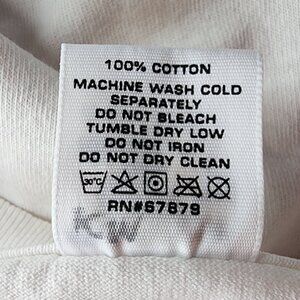 100% COTTON
MACHINE WASH COLD
SEPARATELY
DO NOT BLEACH
TUMBLE DRY LOW
DO NOT IRON
DO NOT DRY CLEAN
30°C
RN#67879
KW